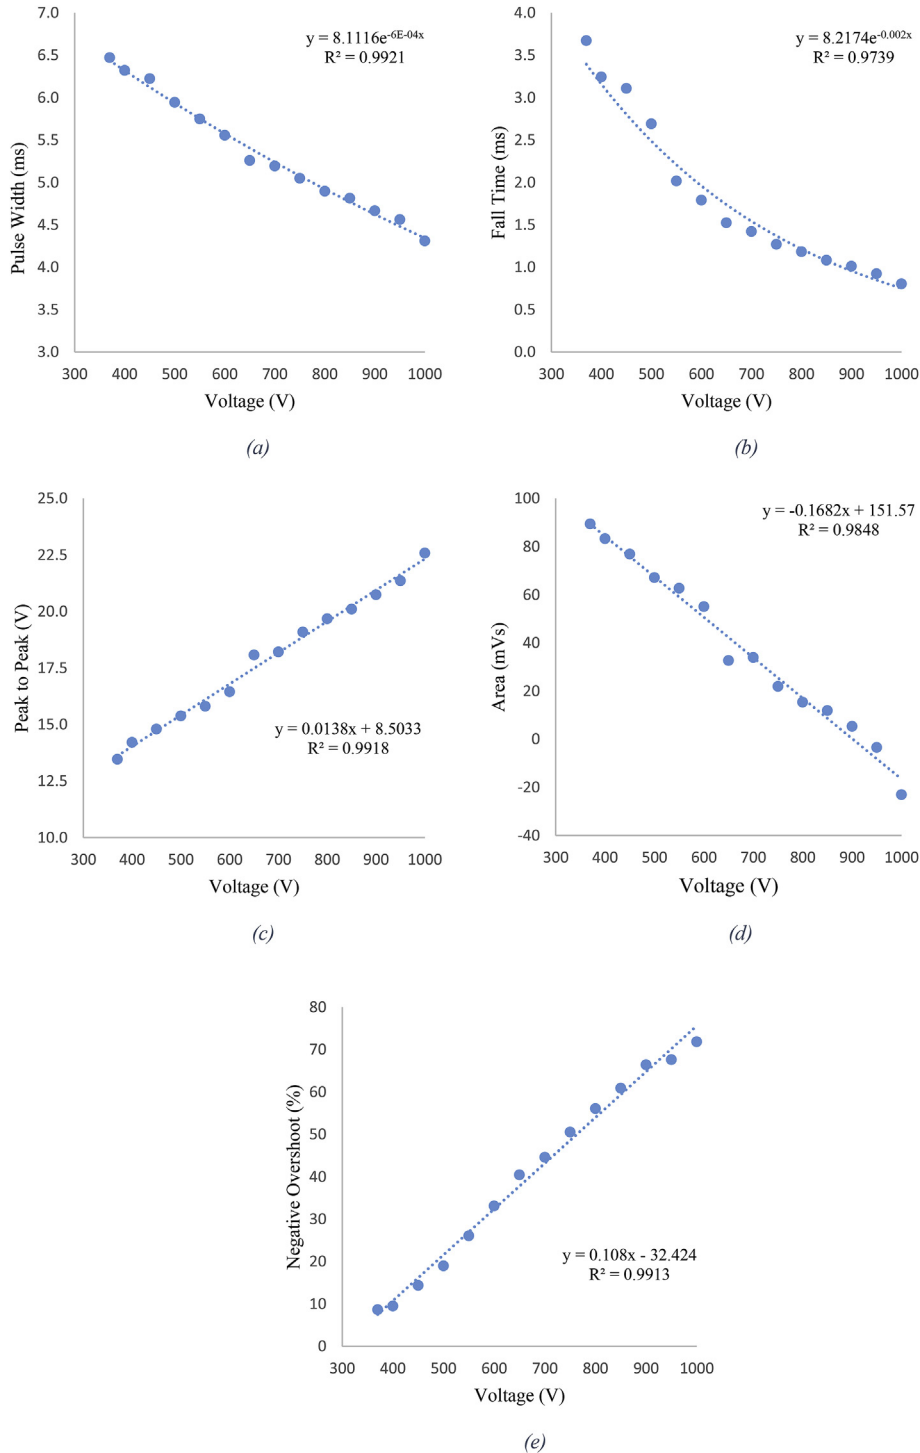 7.0
6.5
6.0
5.5
5.0
4.5
4.0
3.5
3.0
Pulse Width (ms)
y = 8.1116e-6E-04x
R² = 0.9921
300 400 500 600 700 800 900 1000
Voltage (V)
(a)
4.0
3.5
3.0
2.5
2.0
1.5
1.0
0.5
0.0
Fall Time (ms)
y = 8.2174e-0.002x
R² = 0.9739
300 400 500 600 700 800 900 1000
Voltage (V)
(b)
25.0
22.5
20.0
17.5
15.0
12.5
10.0
Peak to Peak (V)
y = 0.0138x + 8.5033
R² = 0.9918
300 400 500 600 700 800 900 1000
Voltage (V)
(c)
100
80
60
40
20
0
-20
-40
Area (mVs)
y = -0.1682x + 151.57
R² = 0.9848
300 400 500 600 700 800 900 1000
Voltage (V)
(d)
80
70
60
50
40
30
20
10
0
Negative Overshoot (%)
y = 0.108x - 32.424
R² = 0.9913
300 400 500 600 700 800 900 1000
Voltage (V)
(e)